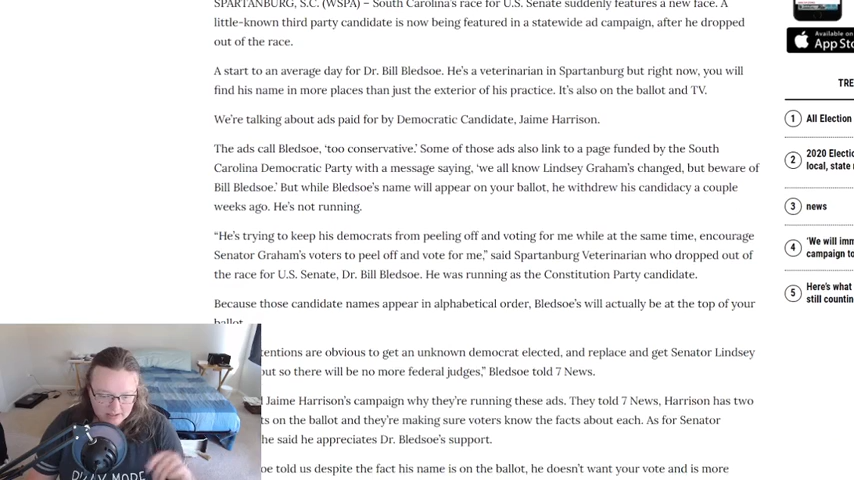 SPARTANBURG, S.C. (WSPA) – South Carolina's race for U.S. Senate suddenly features a new face. A
little-known third party candidate is now being featured in a statewide ad campaign, after he dropped
out of the race.
A start to an average day for Dr. Bill Bledsoe. He's a veterinarian in Spartanburg but right now, you will
find his name in more places than just the exterior of his practice. It's also on the ballot and TV.
We're talking about ads paid for by Democratic Candidate, Jaime Harrison.
The ads call Bledsoe, 'too conservative.' Some of those ads also link to a page funded by the South
Carolina Democratic Party with a message saying, 'we all know Lindsey Graham's changed, but beware of
Bill Bledsoe.' But while Bledsoe's name will appear on your ballot, he withdrew his candidacy a couple
weeks ago. He's not running.
"He's trying to keep his democrats from peeling off and voting for me while at the same time, encourage
Senator Graham's voters to peel off and vote for me," said Spartanburg Veterinarian who dropped out of
the race for U.S. Senate, Dr. Bill Bledsoe. He was running as the Constitution Party candidate.
Because those candidate names appear in alphabetical order, Bledsoe's will actually be at the top of your
ballot.
tentions are obvious to get an unknown democrat elected, and replace and get Senator Lindsey
out so there will be no more federal judges," Bledsoe told 7 News.
Jaime Harrison's campaign why they're running these ads. They told 7 News, Harrison has two
ts on the ballot and they're making sure voters know the facts about each. As for Senator
he said he appreciates Dr. Bledsoe's support.
oe told us despite the fact his name is on the ballot, he doesn't want your vote and is more
Available on
App Sto
TRE
1 All Election
2 2020 Electi
local, state
3 news
4 'We will imm
campaign to
5 Here's what
still countin